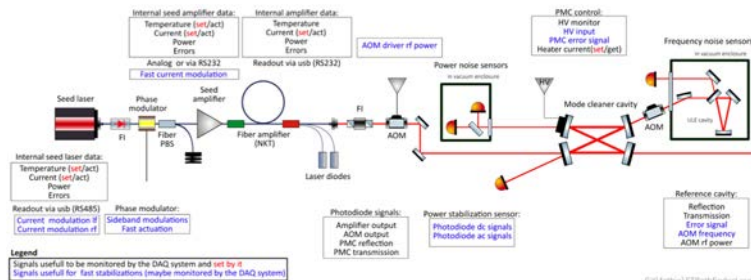 Internal seed amplifier data:
Temperature (set/act)
Current (set/act)
Power
Errors
Analog or via RS232
Fast current modulation
Internal amplifier data:
Temperature
Current (set/act)
Power
Errors
Readout via usb (RS232)
AOM driver rf power
PMC control:
HV monitor
HV input
PMC error signal
Heater current(set/get)
Frequency noise sensors
in vacuum enclosure
ULE cavity
Power noise sensors
in vacuum enclosure
HV
Mode cleaner cavity
AOM
Seed laser
FI
Phase
modulator
Fiber
PBS
Seed
amplifier
Fiber amplifier
(NKT)
Laser diodes
FI
AOM
Internal seed laser data:
Temperature (set/act)
Current (set/act)
Power
Errors
Readout via usb (RS485)
Current modulation lf
Current modulation rf
Phase modulator:
Sideband modulations
Fast actuation
Photodiode signals:
Amplifier output
AOM output
PMC reflection
PMC transmission
Power stabilization sensor:
Photodiode dc signals
Photodiode ac signals
Reference cavity:
Reflection
Transmission
Error signal
AOM frequency
AOM rf power
Legend
Signals usefull to be monitored by the DAQ system and set by it
Signals usefull for fast stabilizations (maybe monitored by the DAQ system)